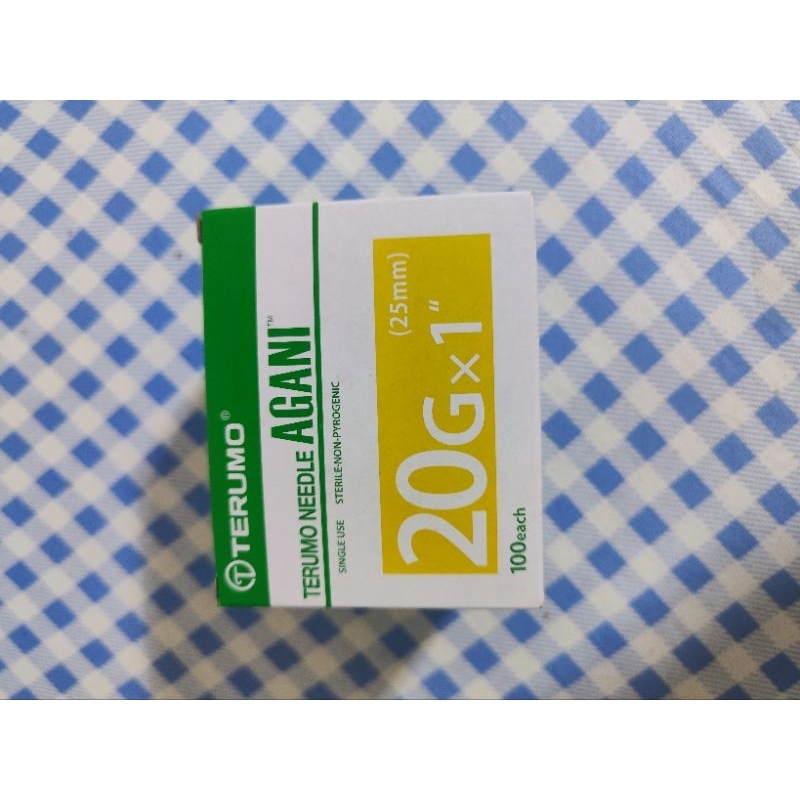 TERUMO®
TERUMO NEEDLE AGANI™
SINGLE USE STERILE·NON-PYROGENIC
20G×1" (25mm)
100each